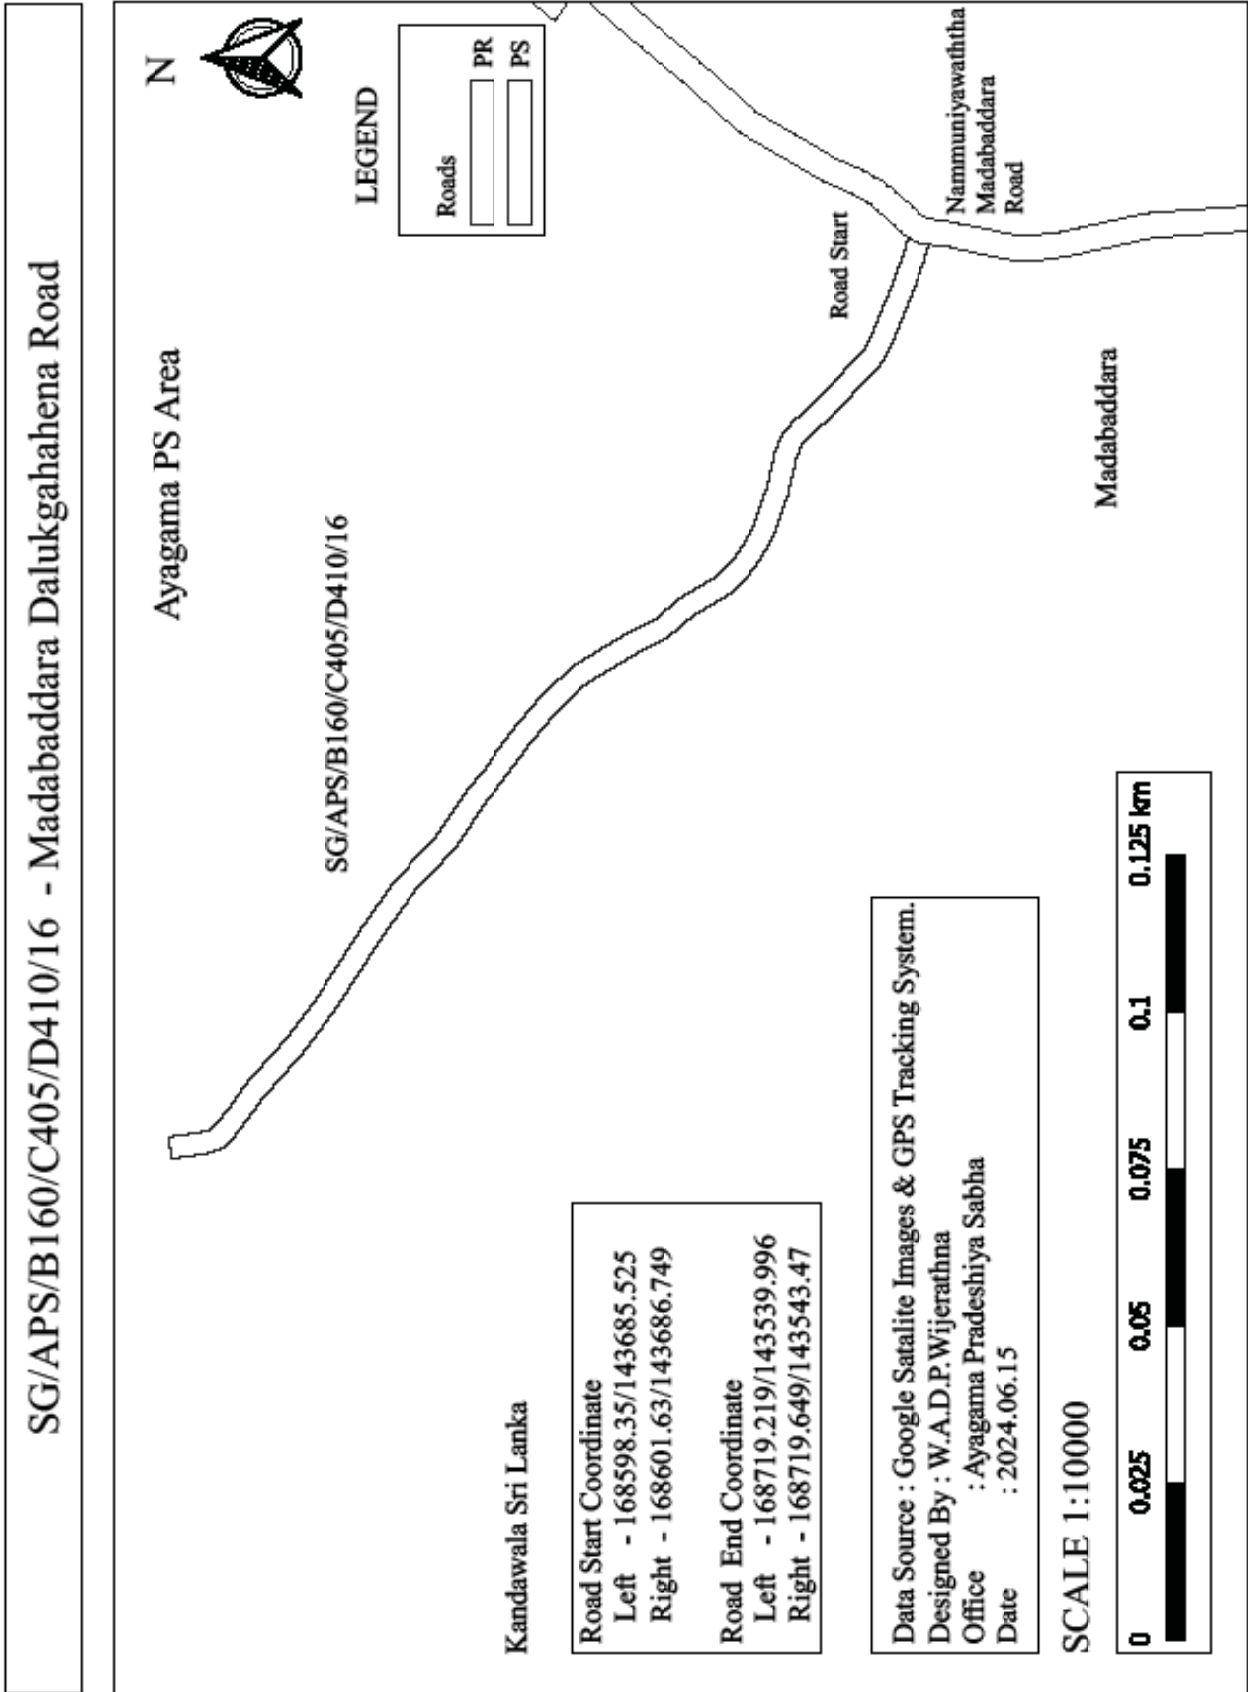 SG/APS/B160/C405/D410/16 - Madabaddara Dalukgahahena Road
Ayagama PS Area
N
LEGEND
Roads
PR
PS
SG/APS/B160/C405/D410/16
Road Start
Nammuniyawaththa
Madabaddara
Road
Madabaddara
Kandawala Sri Lanka
Road Start Coordinate
Left - 168598.35/143685.525
Right - 168601.63/143686.749
Road End Coordinate
Left - 168719.219/143539.996
Right - 168719.649/143543.47
Data Source : Google Satalite Images & GPS Tracking System.
Designed By : W.A.D.P.Wijerathna
Office : Ayagama Pradeshiya Sabha
Date : 2024.06.15
SCALE 1:10000
0 0.025 0.05 0.075 0.1 0.125 km